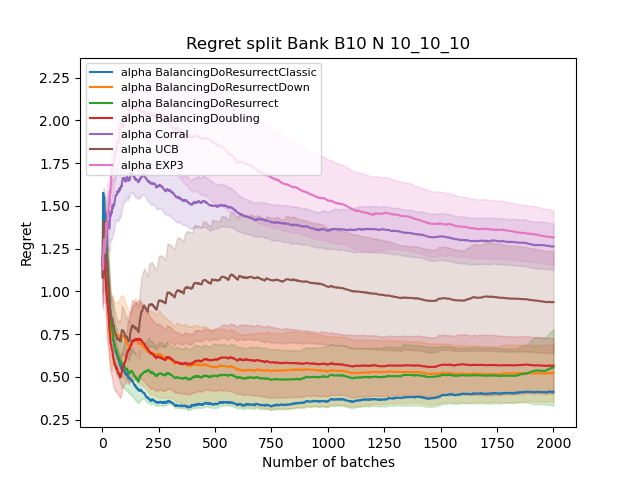 Regret split Bank B10 N 10_10_10
alpha BalancingDoResurrectClassic
alpha BalancingDoResurrectDown
alpha BalancingDoResurrect
alpha BalancingDoubling
alpha Corral
alpha UCB
alpha EXP3
Regret
2.25
2.00
1.75
1.50
1.25
1.00
0.75
0.50
0.25
0 250 500 750 1000 1250 1500 1750 2000
Number of batches